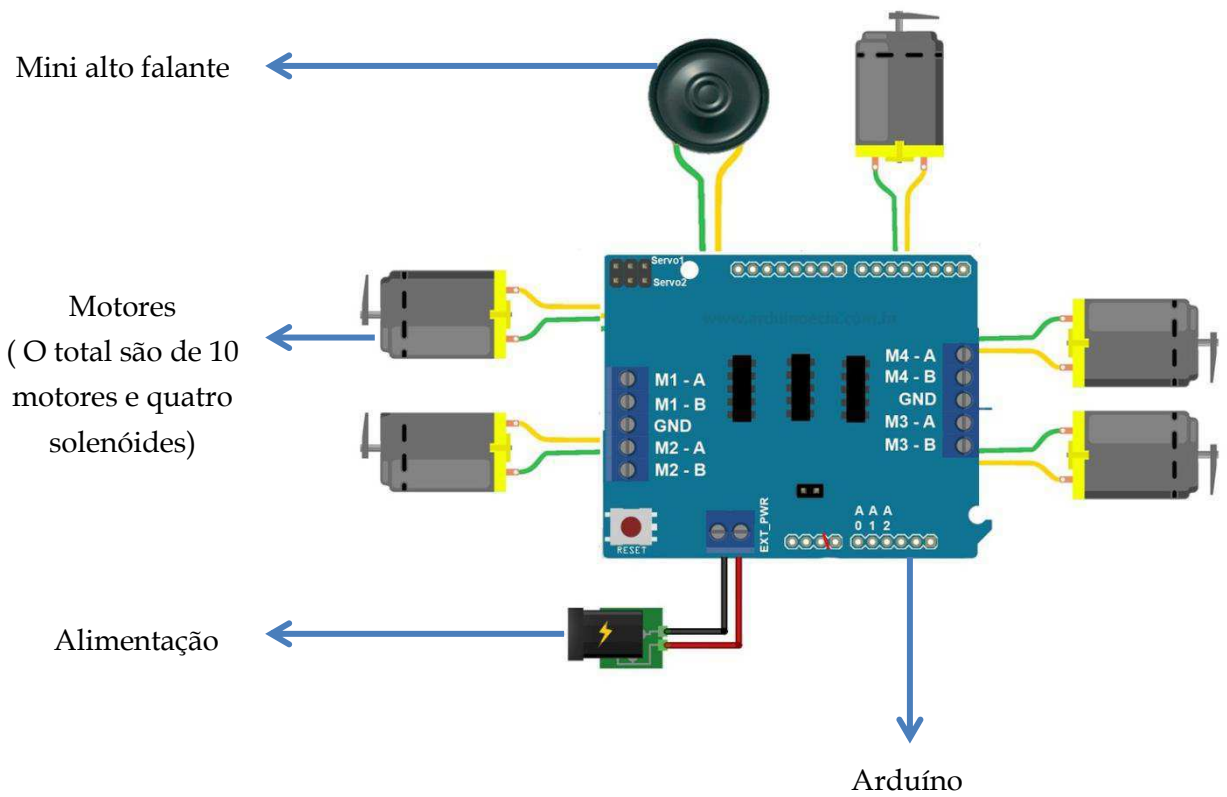 Mini alto falante
Motores
( O total são de 10
motores e quatro
solenóides)
Alimentação
Servo1
Servo2
M1 - A
M1 - B
GND
M2 - A
M2 - B
M4 - A
M4 - B
GND
M3 - A
M3 - B
RESET
EXT_PWR
A A A
0 1 2
Arduíno